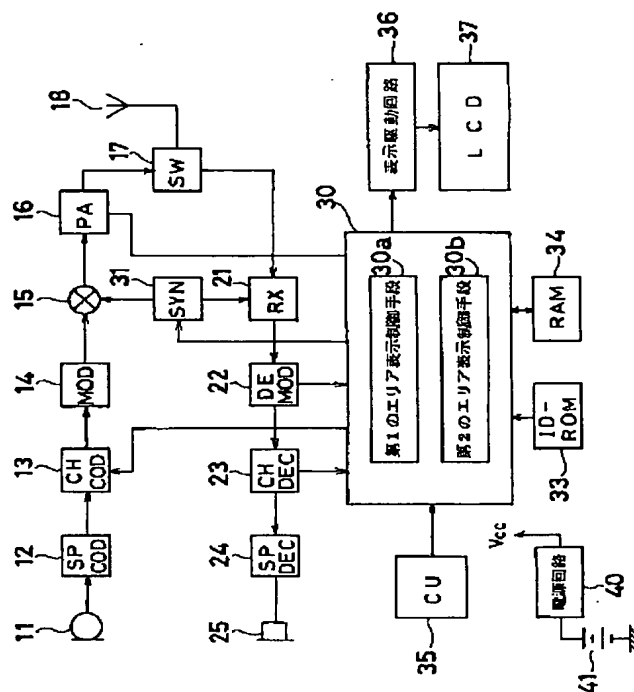 11
12
SP
COD
13
CH
COD
14
MOD
15
16
PA
17
SW
18
31
SYN
21
RX
22
DE
MOD
23
CH
DEC
24
SP
DEC
25
30
第1のエリア表示制御手段
30a
第2のエリア表示制御手段
30b
36
表示駆動回路
37
LCD
35
CU
33
ID-
ROM
34
RAM
Vcc
電源回路
40
41